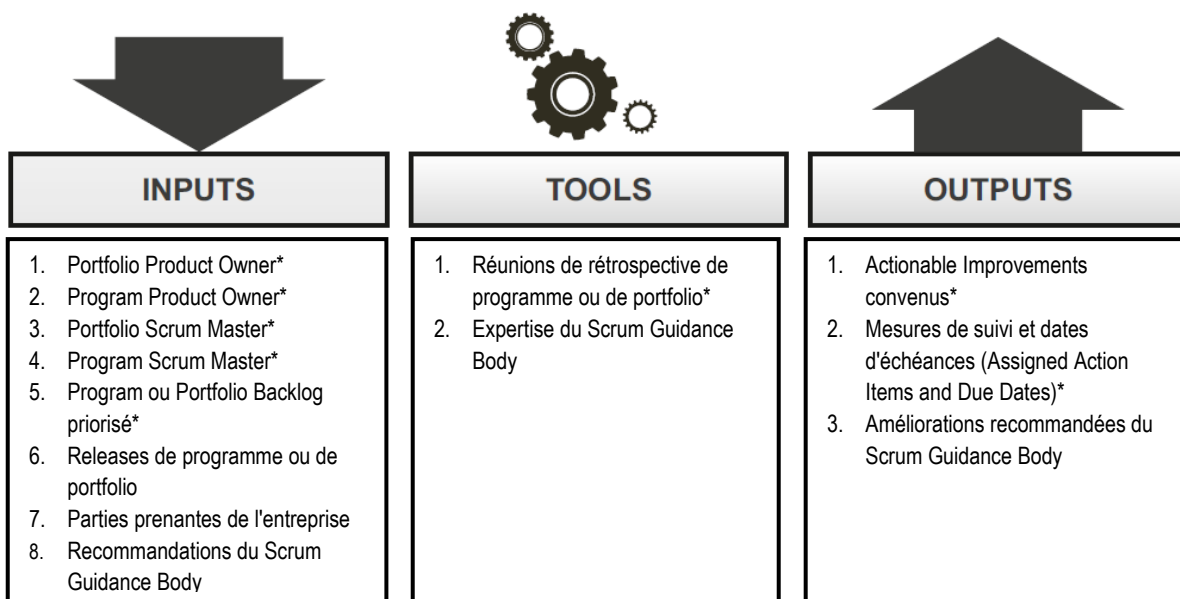 INPUTS
1. Portfolio Product Owner*
2. Program Product Owner*
3. Portfolio Scrum Master*
4. Program Scrum Master*
5. Program ou Portfolio Backlog
priorisé*
6. Releases de programme ou de
portfolio
7. Parties prenantes de l'entreprise
8. Recommandations du Scrum
Guidance Body
TOOLS
1. Réunions de rétrospective de
programme ou de portfolio*
2. Expertise du Scrum Guidance
Body
OUTPUTS
1. Actionable Improvements
convenus*
2. Mesures de suivi et dates
d'échéances (Assigned Action
Items and Due Dates)*
3. Améliorations recommandées du
Scrum Guidance Body